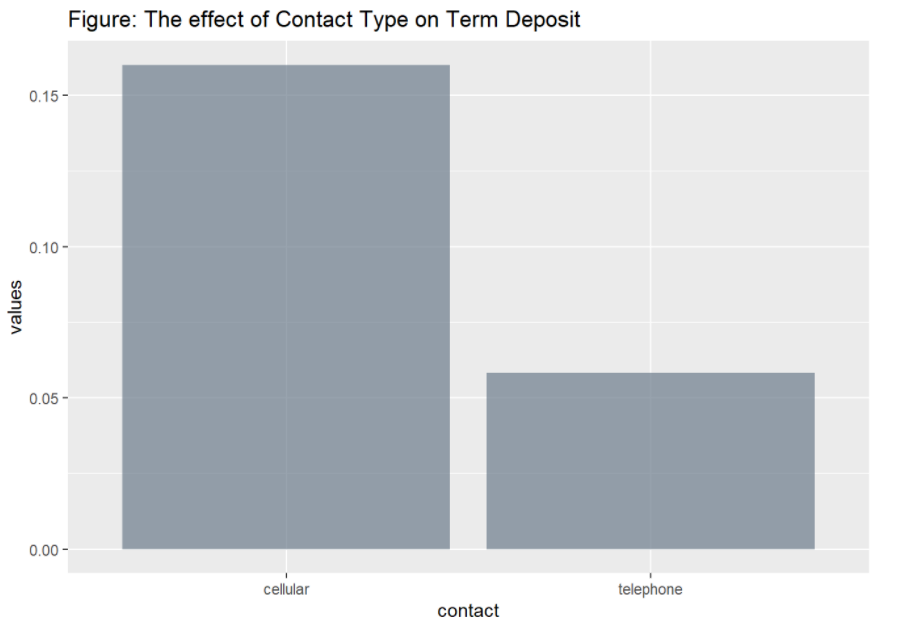 Figure: The effect of Contact Type on Term Deposit
values
0.15
0.10
0.05
0.00
cellular telephone
contact